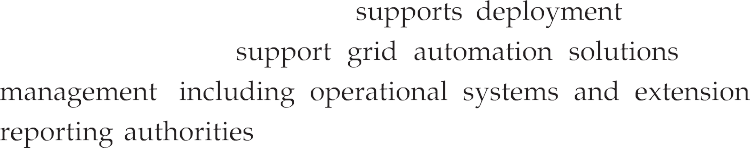 supports deployment
support grid automation solutions
management including operational systems and extension
reporting authorities